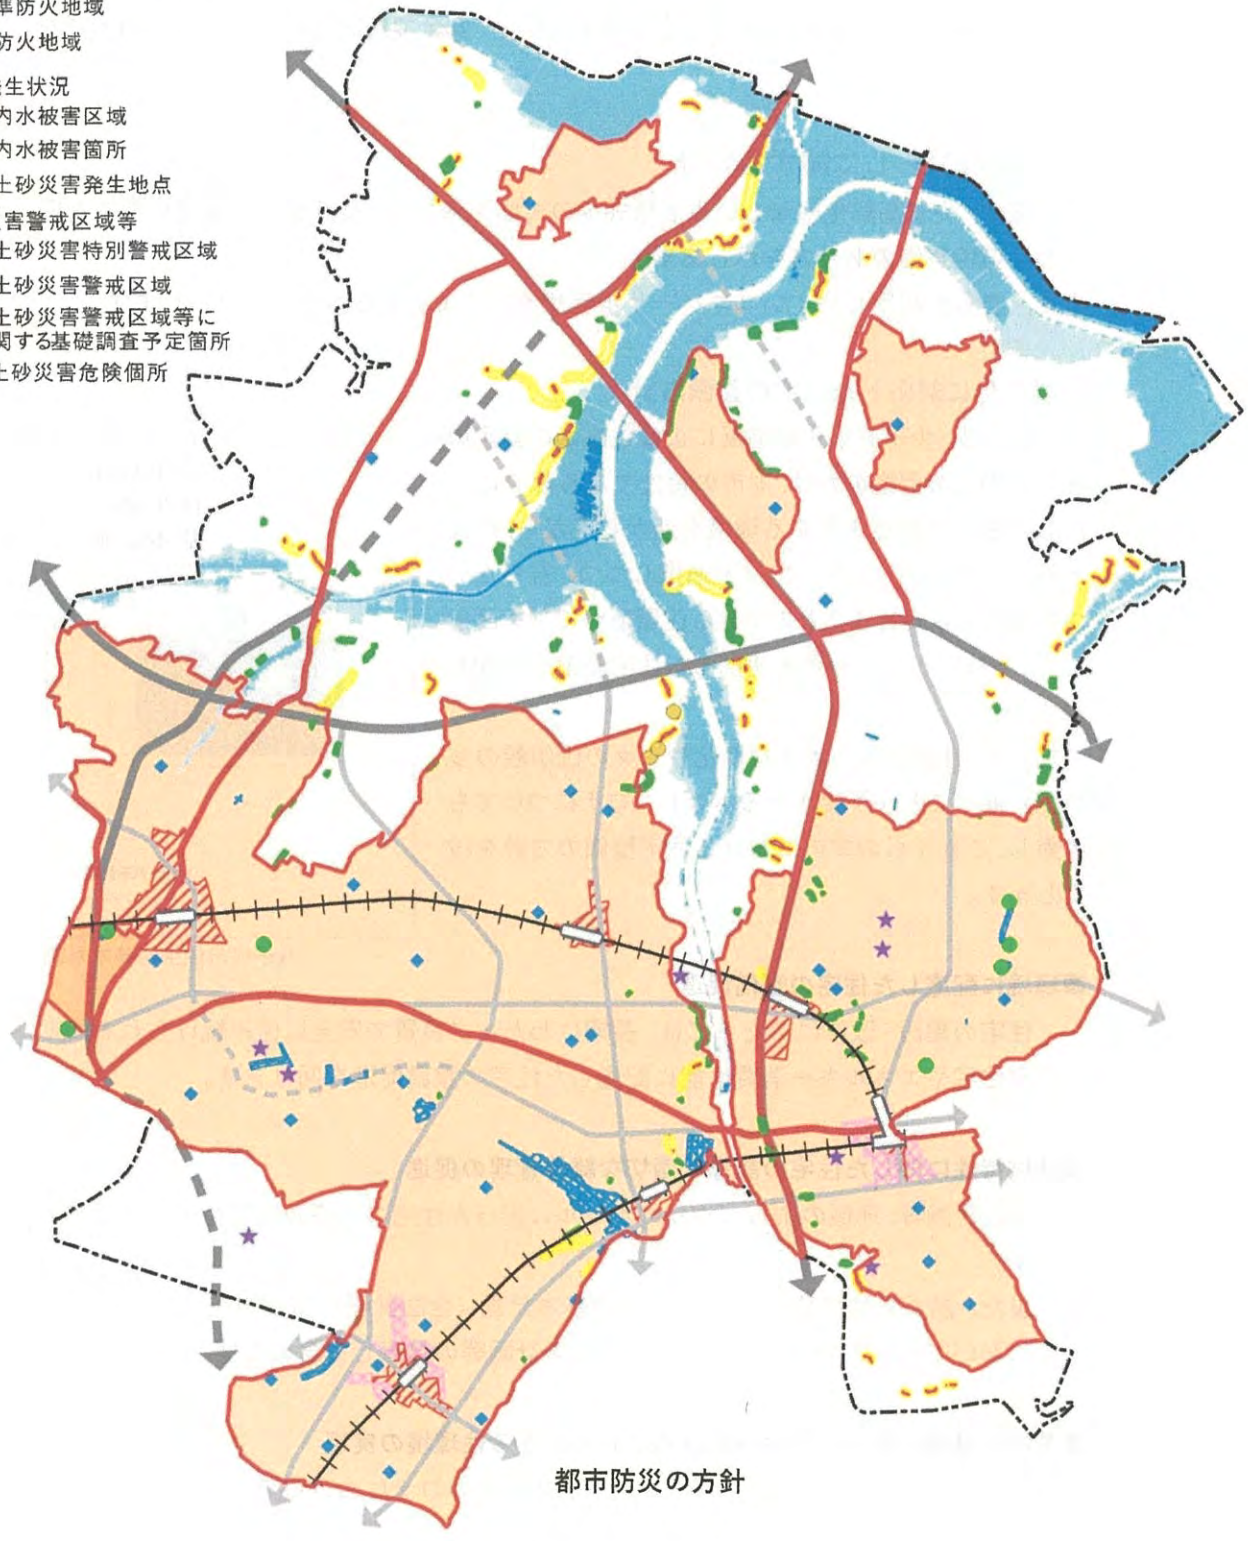 準防火地域
防火地域
発生状況
内水被害区域
内水被害箇所
土砂災害発生地点
災害警戒区域等
土砂災害特別警戒区域
土砂災害警戒区域
土砂災害警戒区域等に
関する基礎調査予定箇所
土砂災害危険個所
都市防災の方針